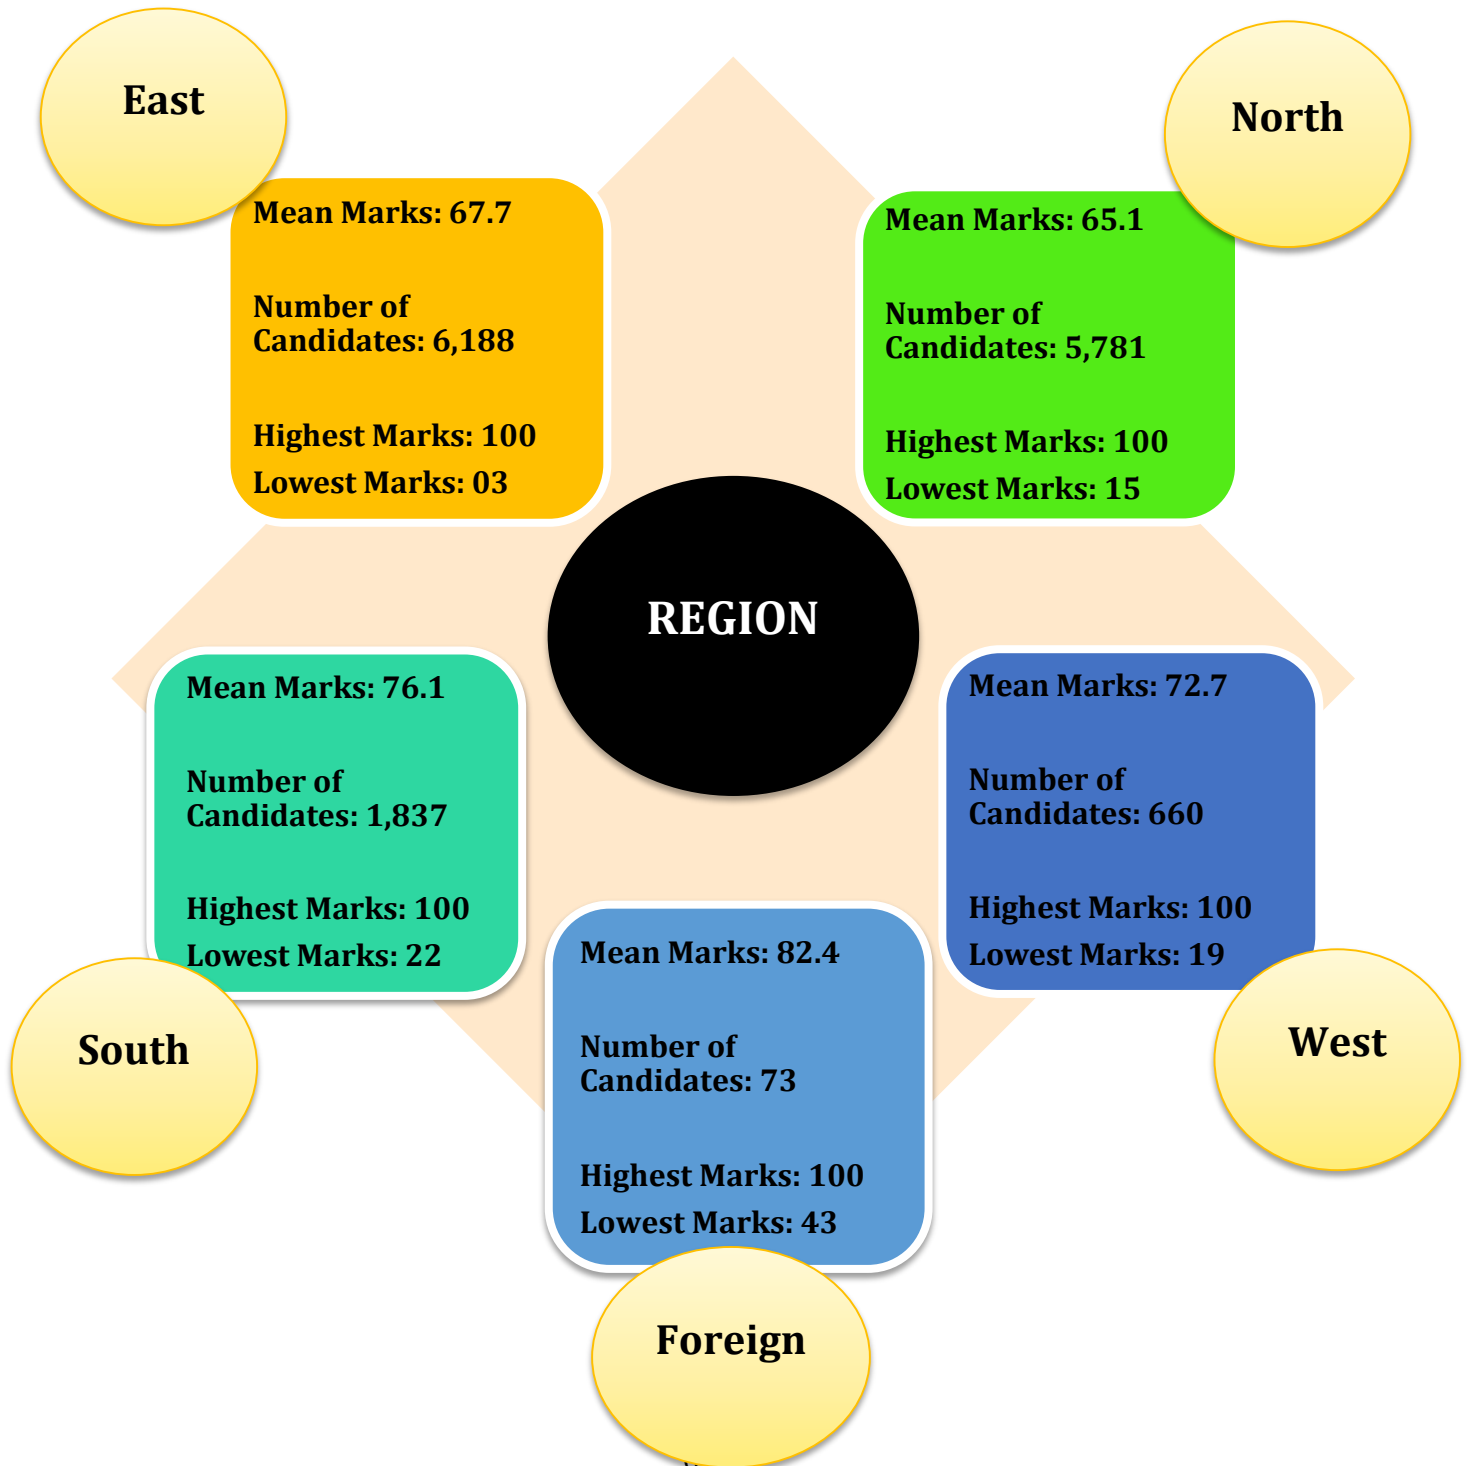 East
Mean Marks: 67.7
Number of
Candidates: 6,188
Highest Marks: 100
Lowest Marks: 03
North
Mean Marks: 65.1
Number of
Candidates: 5,781
Highest Marks: 100
Lowest Marks: 15
REGION
Mean Marks: 76.1
Number of
Candidates: 1,837
Highest Marks: 100
Lowest Marks: 22
South
Mean Marks: 72.7
Number of
Candidates: 660
Highest Marks: 100
Lowest Marks: 19
West
Mean Marks: 82.4
Number of
Candidates: 73
Highest Marks: 100
Lowest Marks: 43
Foreign